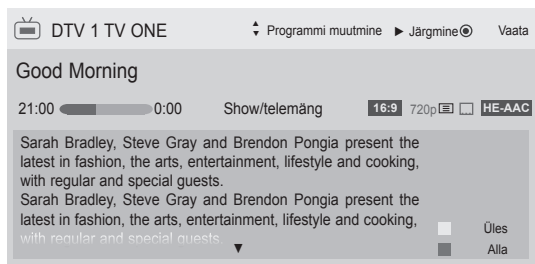 DTV 1 TV ONE Programmi muutmine Järgmine Vaata
Good Morning
21:00 0:00 Show/telemäng 16:9 720p HE-AAC
Sarah Bradley, Steve Gray and Brendon Pongia present the
latest in fashion, the arts, entertainment, lifestyle and cooking,
with regular and special guests.
Sarah Bradley, Steve Gray and Brendon Pongia present the
latest in fashion, the arts, entertainment, lifestyle and cooking,
with regular and special guests.
Üles
Alla